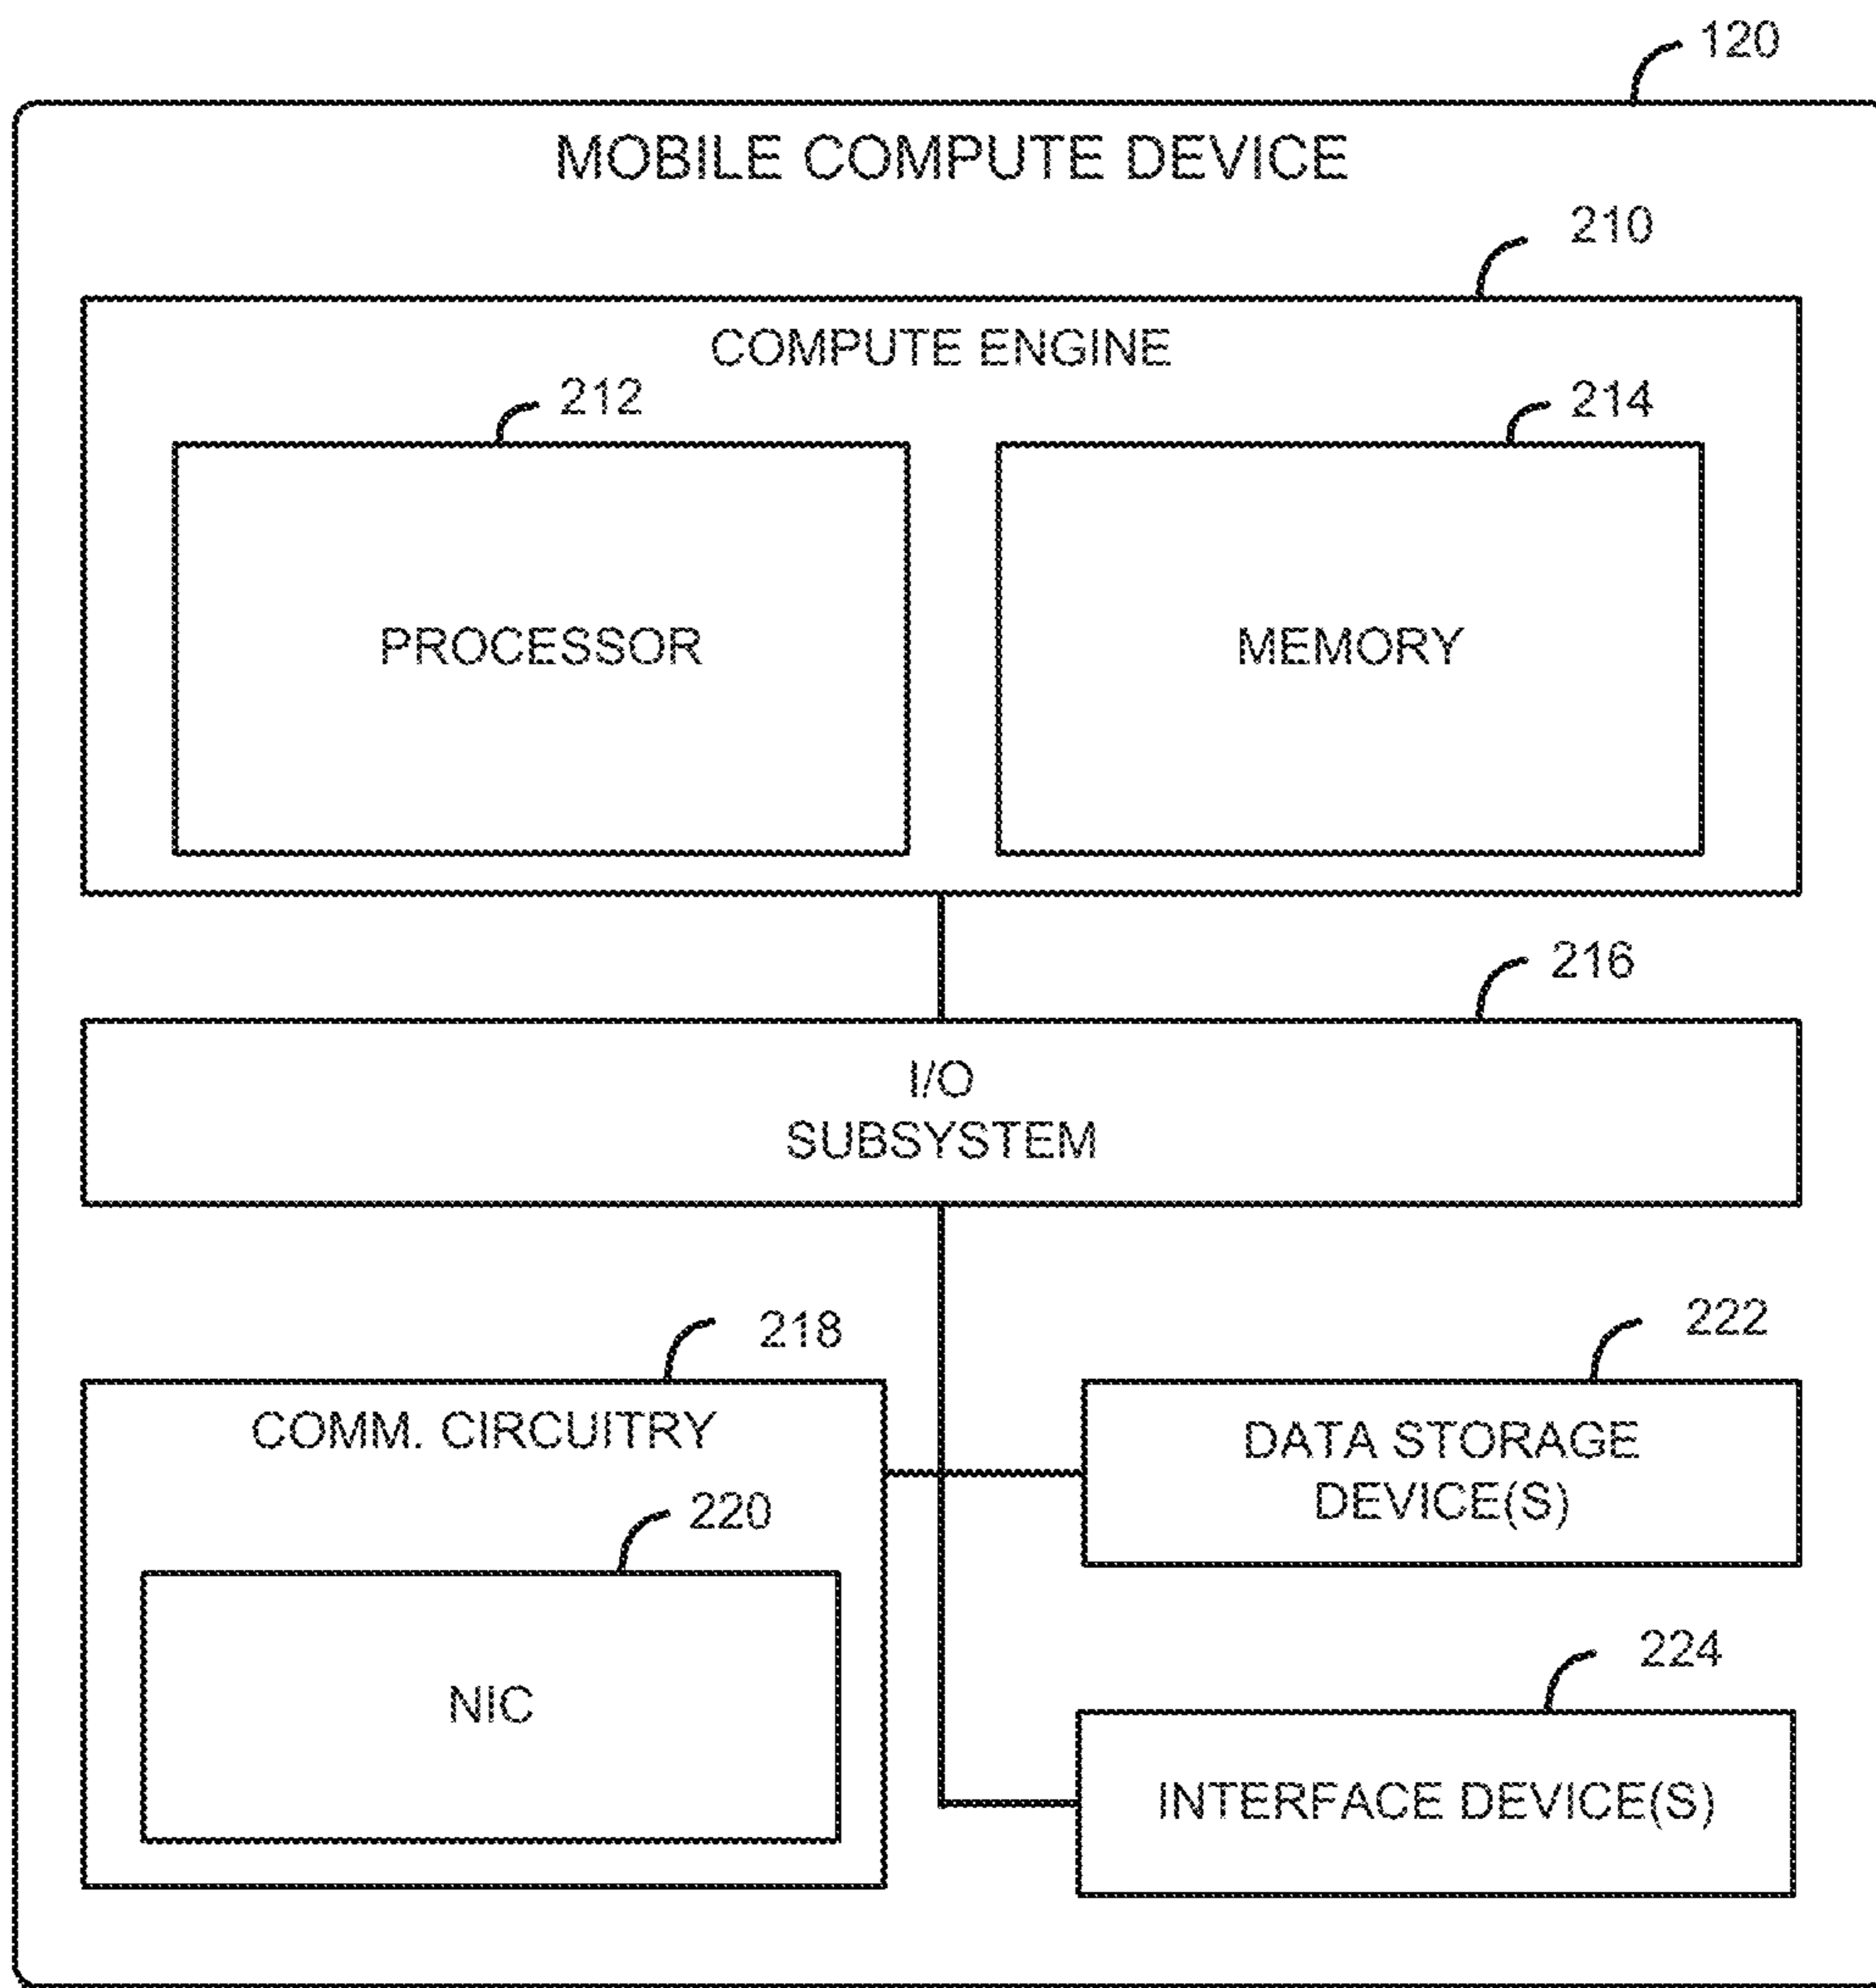 120
MOBILE COMPUTE DEVICE
210
COMPUTE ENGINE
212
214
PROCESSOR
MEMORY
216
I/O
SUBSYSTEM
218
222
COMM. CIRCUITRY
DATA STORAGE
DEVICE(S)
220
NIC
224
INTERFACE DEVICE(S)